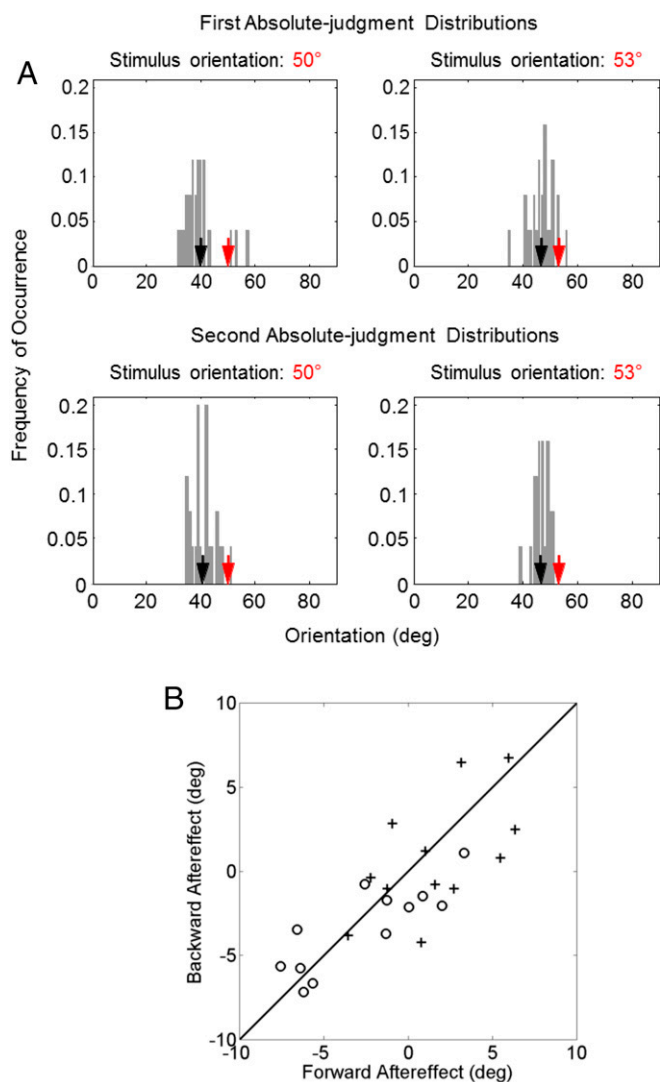 First Absolute-judgment Distributions
A
Stimulus orientation: 50°
Stimulus orientation: 53°
0.2
0.15
0.1
0.05
0
0 20 40 60 80
0.2
0.15
0.1
0.05
0
0 20 40 60 80
Frequency of Occurrence
Second Absolute-judgment Distributions
Stimulus orientation: 50°
Stimulus orientation: 53°
0.2
0.15
0.1
0.05
0
0 20 40 60 80
0.2
0.15
0.1
0.05
0
0 20 40 60 80
Orientation (deg)
B
10
5
0
-5
-10
Backward Aftereffect (deg)
-10 -5 0 5 10
Forward Aftereffect (deg)